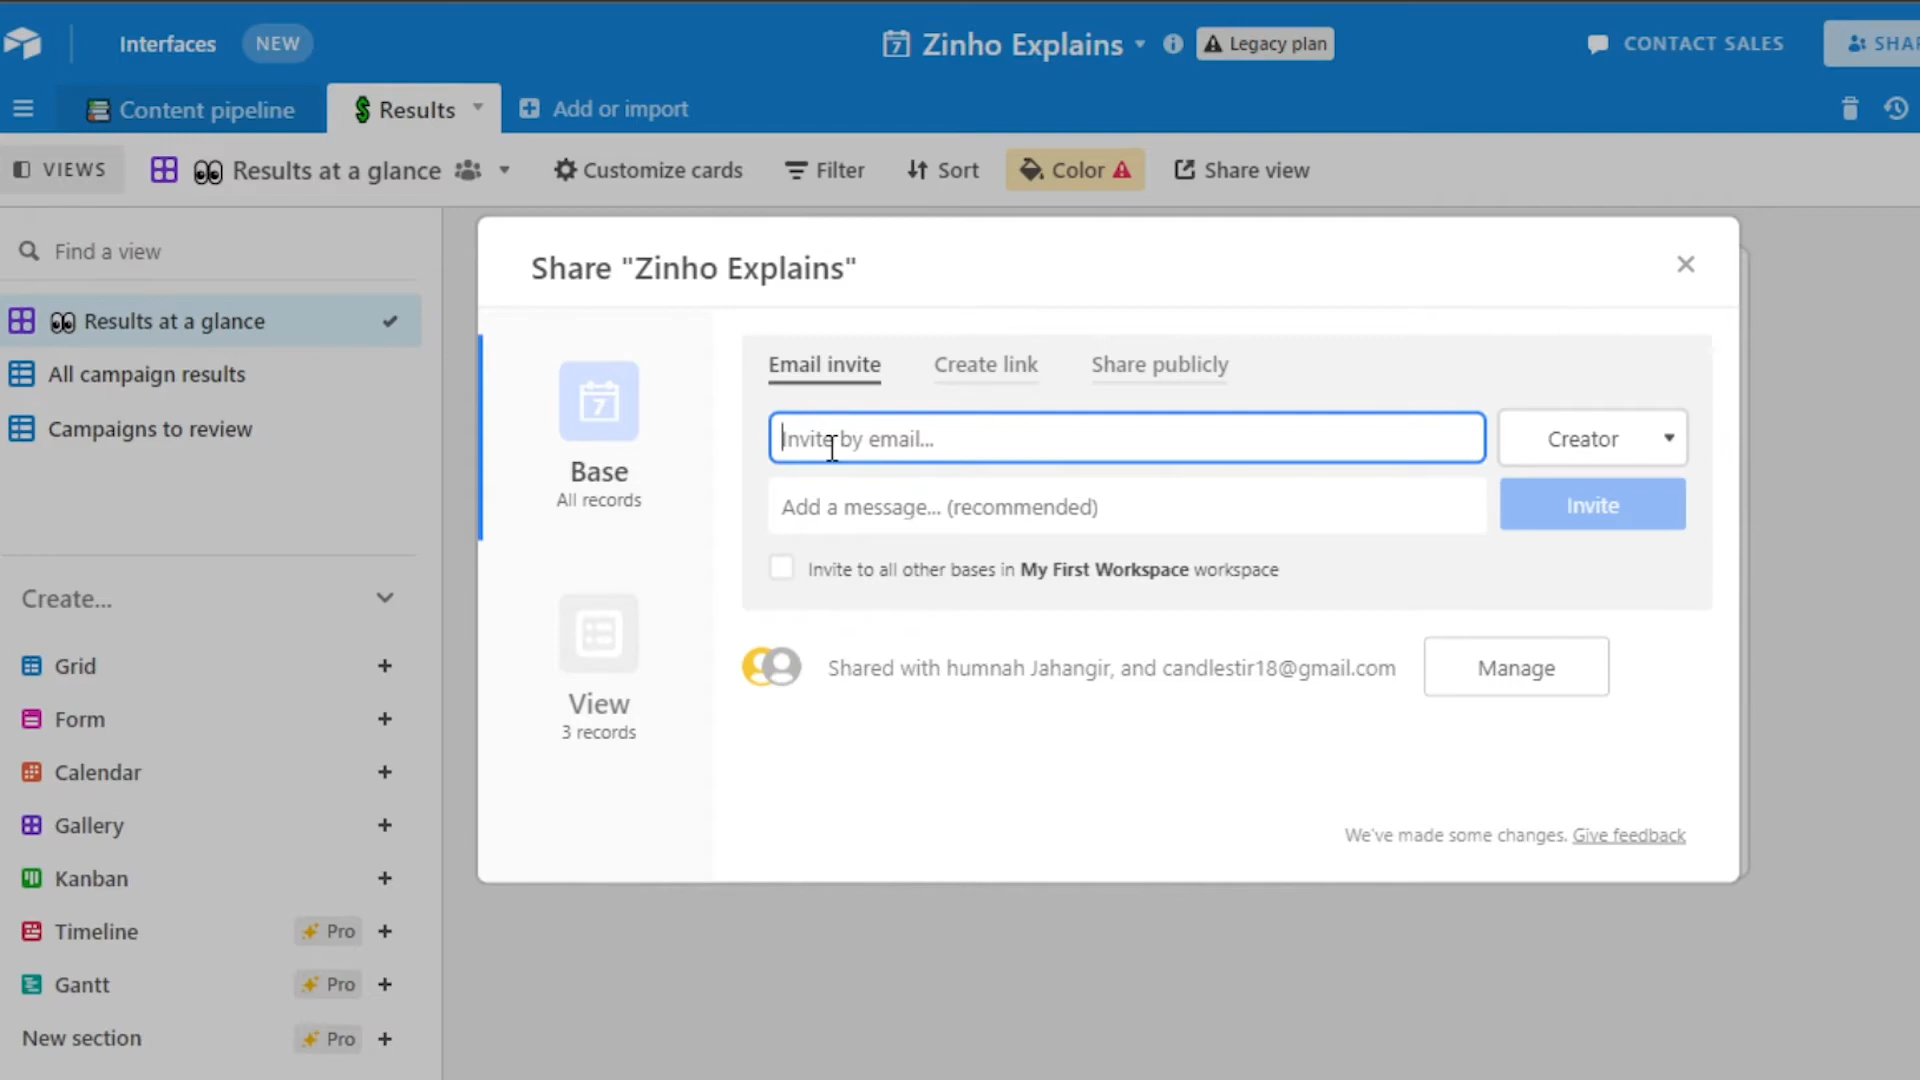 Interfaces NEW
7 Zinho Explains Legacy plan
CONTACT SALES
Content pipeline
Results
Add or import
VIEWS
Results at a glance
Customize cards
Filter
Sort
Color
Share view
Find a view
Results at a glance
All campaign results
Campaigns to review
Create...
Grid
Form
Calendar
Gallery
Kanban
Timeline Pro
Gantt Pro
New section Pro
Share "Zinho Explains"
7
Base
All records
View
3 records
Email invite
Create link
Share publicly
Invite by email...
Creator
Add a message... (recommended)
Invite
Invite to all other bases in My First Workspace workspace
Shared with humnah Jahangir, and candlestir18@gmail.com
Manage
We've made some changes. Give feedback